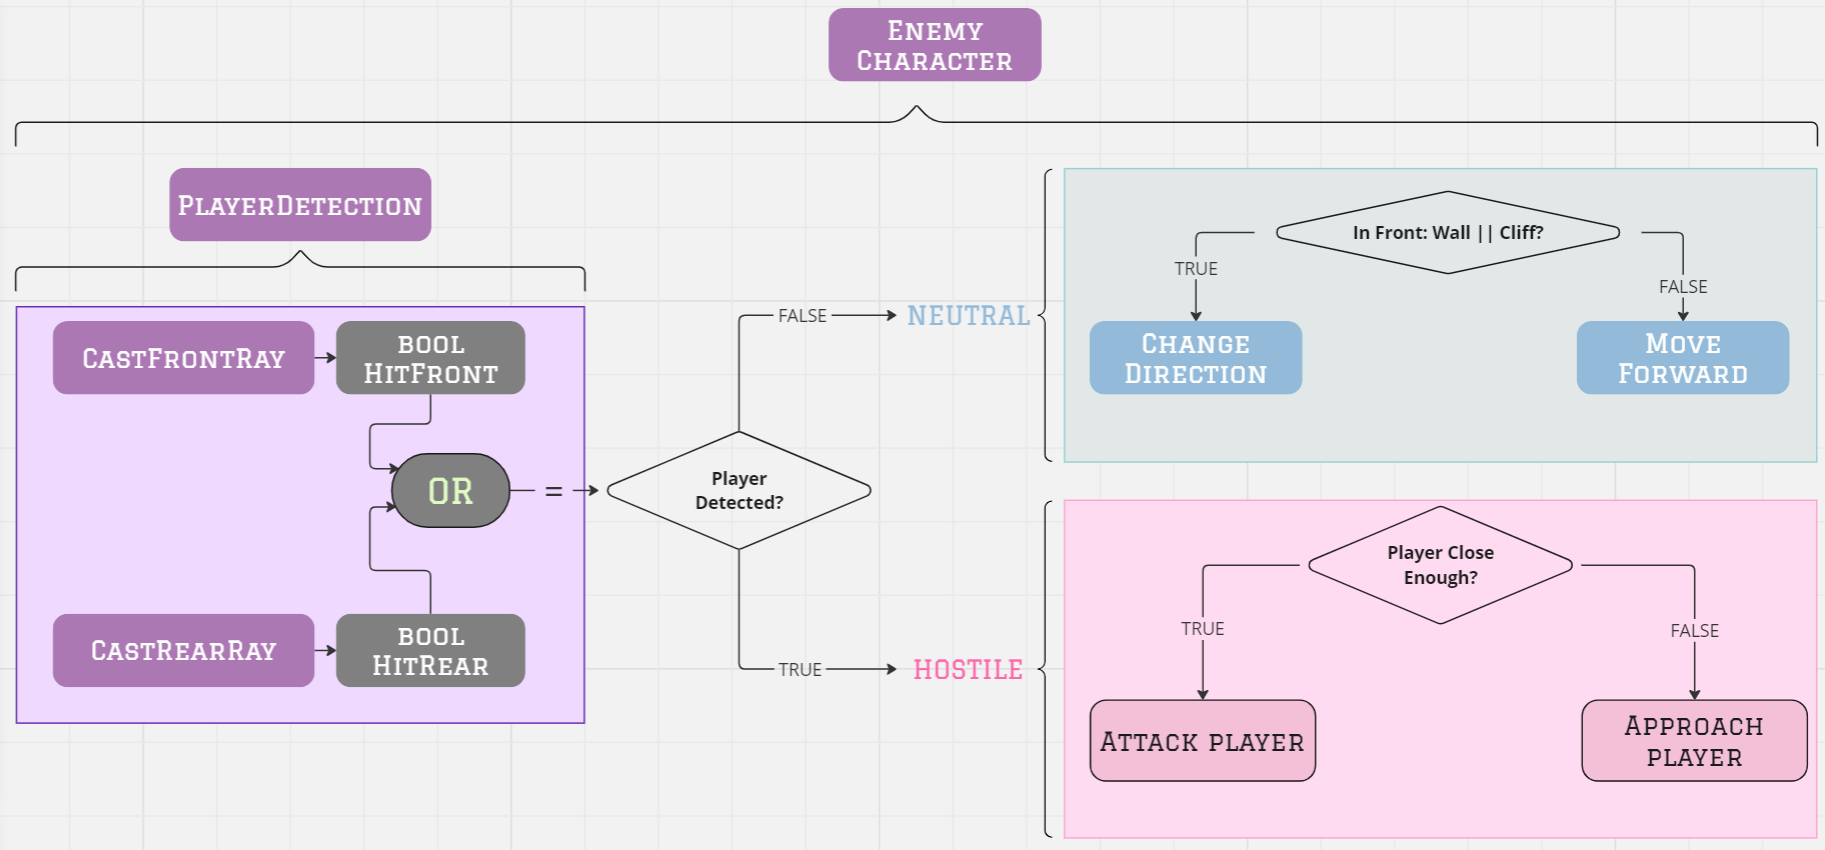 Enemy
Character
PlayerDetection
CastFrontRay
bool
HitFront
OR
=
CastRearRay
bool
HitRear
Player
Detected?
FALSE
NEUTRAL
TRUE
HOSTILE
In Front: Wall || Cliff?
TRUE
FALSE
Change
Direction
Move
Forward
Player Close
Enough?
TRUE
FALSE
Attack player
Approach
player